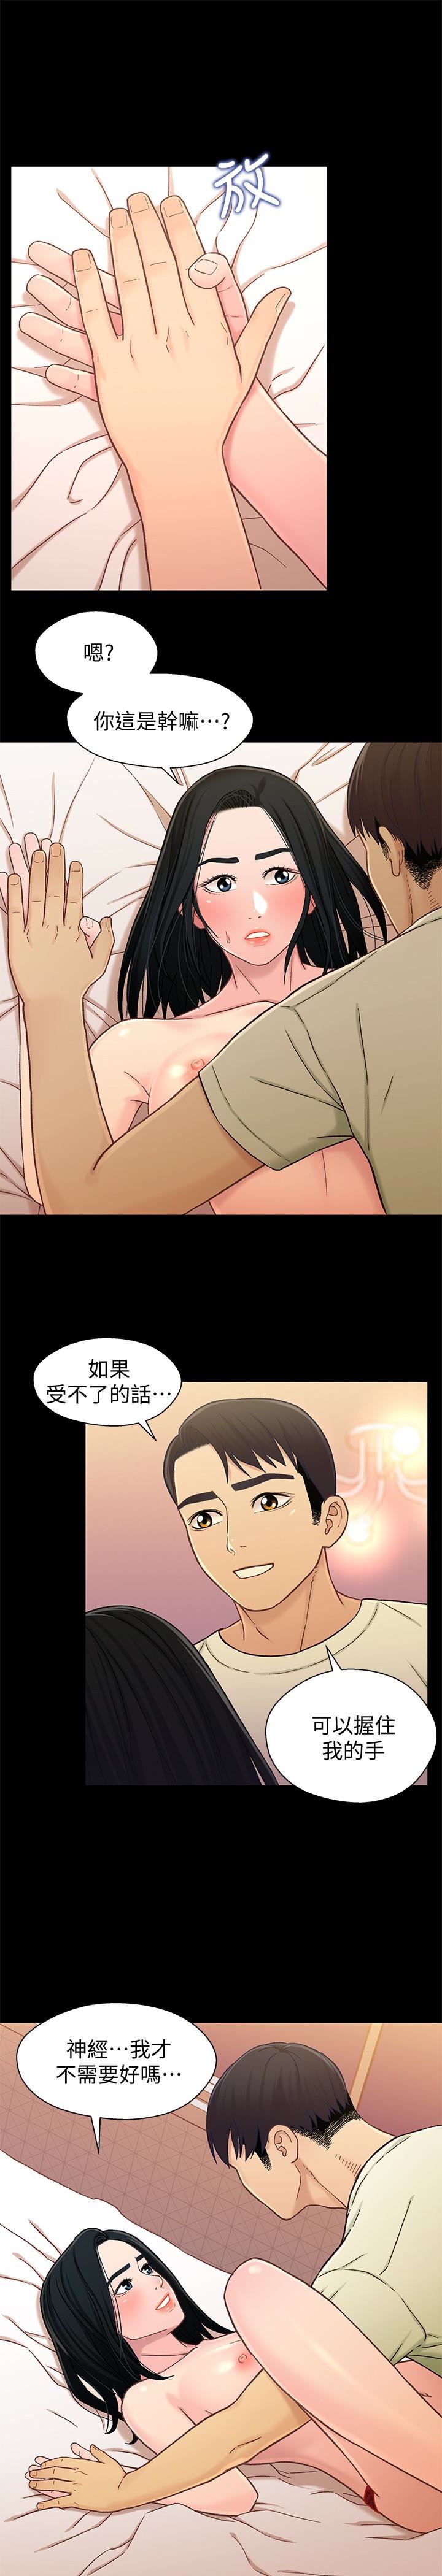 放
嗯?
你這是幹嘛…?
如果
受不了的話…
可以握住
我的手
神經…我才
不需要好嗎…